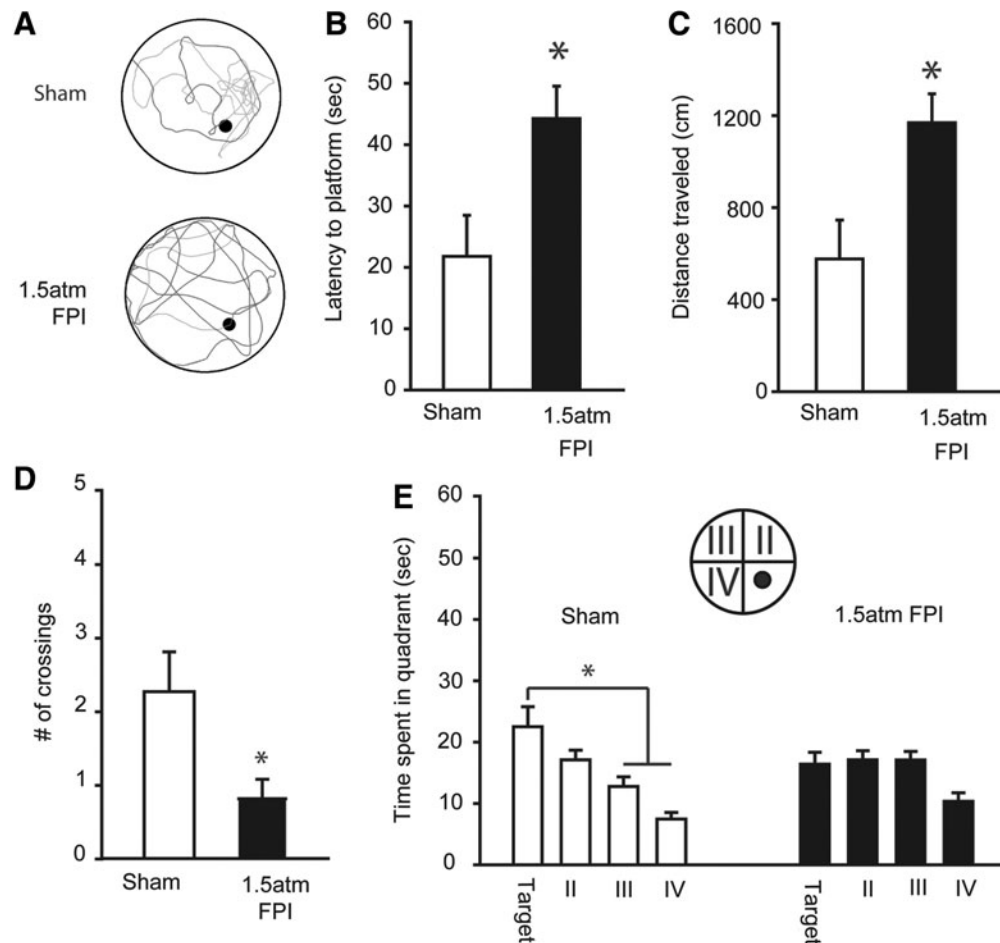 A
Sham
1.5atm
FPI
B
Latency to platform (sec)
60
50
40
30
20
10
0
*
Sham
1.5atm
FPI
C
Distance traveled (cm)
1600
1200
800
400
0
*
Sham
1.5atm
FPI
D
# of crossings
5
4
3
2
1
0
*
Sham
1.5atm
FPI
E
Time spent in quadrant (sec)
60
50
40
30
20
10
0
III II
IV
Sham
1.5atm FPI
*
Target II III IV
Target II III IV